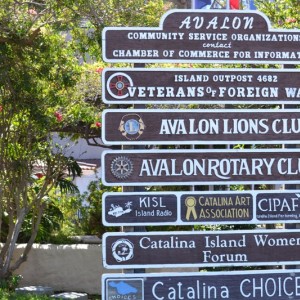 AVALON
COMMUNITY SERVICE ORGANIZATIONS
contact
CHAMBER OF COMMERCE FOR INFORMAT
ISLAND OUTPOST 4682
VETERANS OF FOREIGN WA
AVALON LIONS CLU
AVALON ROTARY CLU
KISL
Island Radio
CATALINA ART
ASSOCIATION
CIPAF
Catalina Island Wome
Forum
Catalina CHOICE